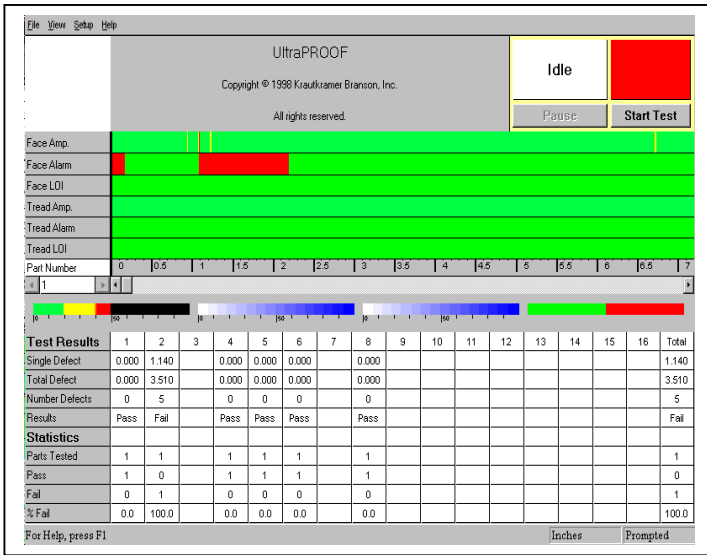 File View Setup Help
UltraPROOF
Copyright © 1998 Krautkramer Branson, Inc.
All rights reserved.
Idle
Pause Start Test
Face Amp.
Face Alarm
Face LOI
Tread Amp.
Tread Alarm
Tread LOI
Part Number 0 0.5 1 1.5 2 2.5 3 3.5 4 4.5 5 5.5 6 6.5 7
1
0 50 0 50 0 50
Test Results 1 2 3 4 5 6 7 8 9 10 11 12 13 14 15 16 Total
Single Defect 0.000 1.140 0.000 0.000 0.000 0.000 1.140
Total Defect 0.000 3.510 0.000 0.000 0.000 0.000 3.510
Number Defects 0 5 0 0 0 0 5
Results Pass Fail Pass Pass Pass Pass Fail
Statistics
Parts Tested 1 1 1 1 1 1 1
Pass 1 0 1 1 1 1 0
Fail 0 1 0 0 0 0 1
% Fail 0.0 100.0 0.0 0.0 0.0 0.0 100.0
For Help, press F1 Inches Prompted